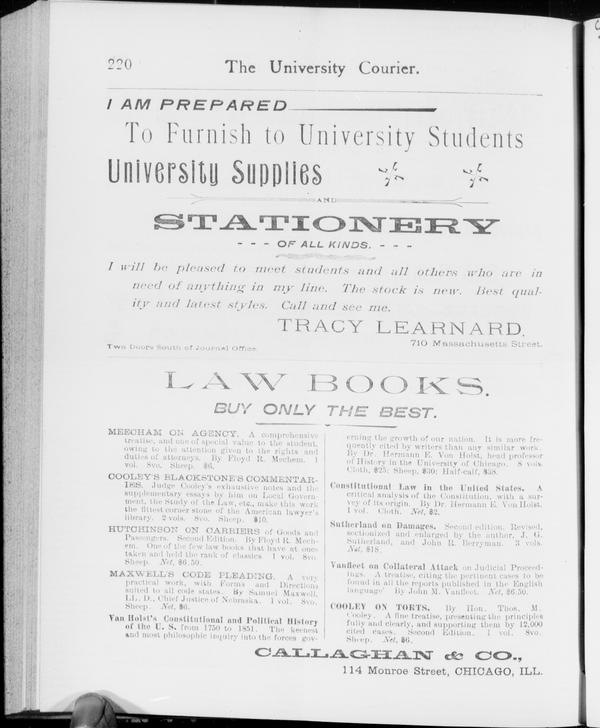 220
The University Courier.
I AM PREPARED
To Furnish to University Students
University Supplies
AND
STATIONERY
- - - OF ALL KINDS. - - -
I will be pleased to meet students and all others who are in
need of anything in my line. The stock is new. Best qual-
ity and latest styles. Call and see me.
TRACY LEARNARD,
Two Doors South of Journal Office.
710 Massachusetts Street.
LAW BOOKS.
BUY ONLY THE BEST.
MEECHAM ON AGENCY. A comprehensive
treatise, and one of special value to the student,
owing to the attention given to the rights and
duties of attorneys. By Floyd R. Mechem. 1
vol. 8vo. Sheep. $6.
COOLEY'S BLACKSTONE'S COMMENTAR-
IES. Judge Cooley's exhaustive notes and the
supplementary essays by him on Local Govern-
ment, the Study of the Law, etc., make this work
the fittest corner stone of the American lawyer's
library. 2 vols. 8vo. Sheep. $10.
HUTCHINSON ON CARRIERS of Goods and
Passengers. Second Edition. By Floyd R. Mech-
em. One of the few law books that have at once
taken and held the rank of classics. 1 vol. 8vo.
Sheep. Net, $6.50.
MAXWELL'S CODE PLEADING. A very
practical work, with Forms and Directions
suited to all code states. By Samuel Maxwell,
LL. D., Chief Justice of Nebraska. 1 vol. 8vo.
Sheep. Net, $6.
Van Holst's Constitutional and Political History
of the U. S. from 1750 to 1851. The keenest
and most philosophic inquiry into the forces gov-
erning the growth of our nation. It is more fre-
quently cited by writers than any similar work.
By Dr. Hermann E. Von Holst, head professor
of History in the University of Chicago. 8 vols.
Cloth, $25; Sheep, $30; Half-calf, $38.
Constitutional Law in the United States. A
critical analysis of the Constitution, with a sur-
vey of its origin. By Dr. Hermann E. Von Holst.
1 vol. Cloth. Net, $2.
Sutherland on Damages. Second edition. Revised,
sectionized and enlarged by the author, J. G.
Sutherland, and John R. Berryman. 3 vols.
Net, $18.
Vanfleet on Collateral Attack on Judicial Proceed-
ings. A treatise, citing the pertinent cases to be
found in all the reports published in the English
language' By John M. Vanfleet. Net, $6.50.
COOLEY ON TORTS. By Hon. Thos. M.
Cooley. A fine treatise, presenting the principles
fully and clearly, and supporting them by 12,000
cited cases. Second Edition. 1 vol. 8vo.
Sheep. Net, $6.
CALLAGHAN & CO.,
114 Monroe Street, CHICAGO, ILL.